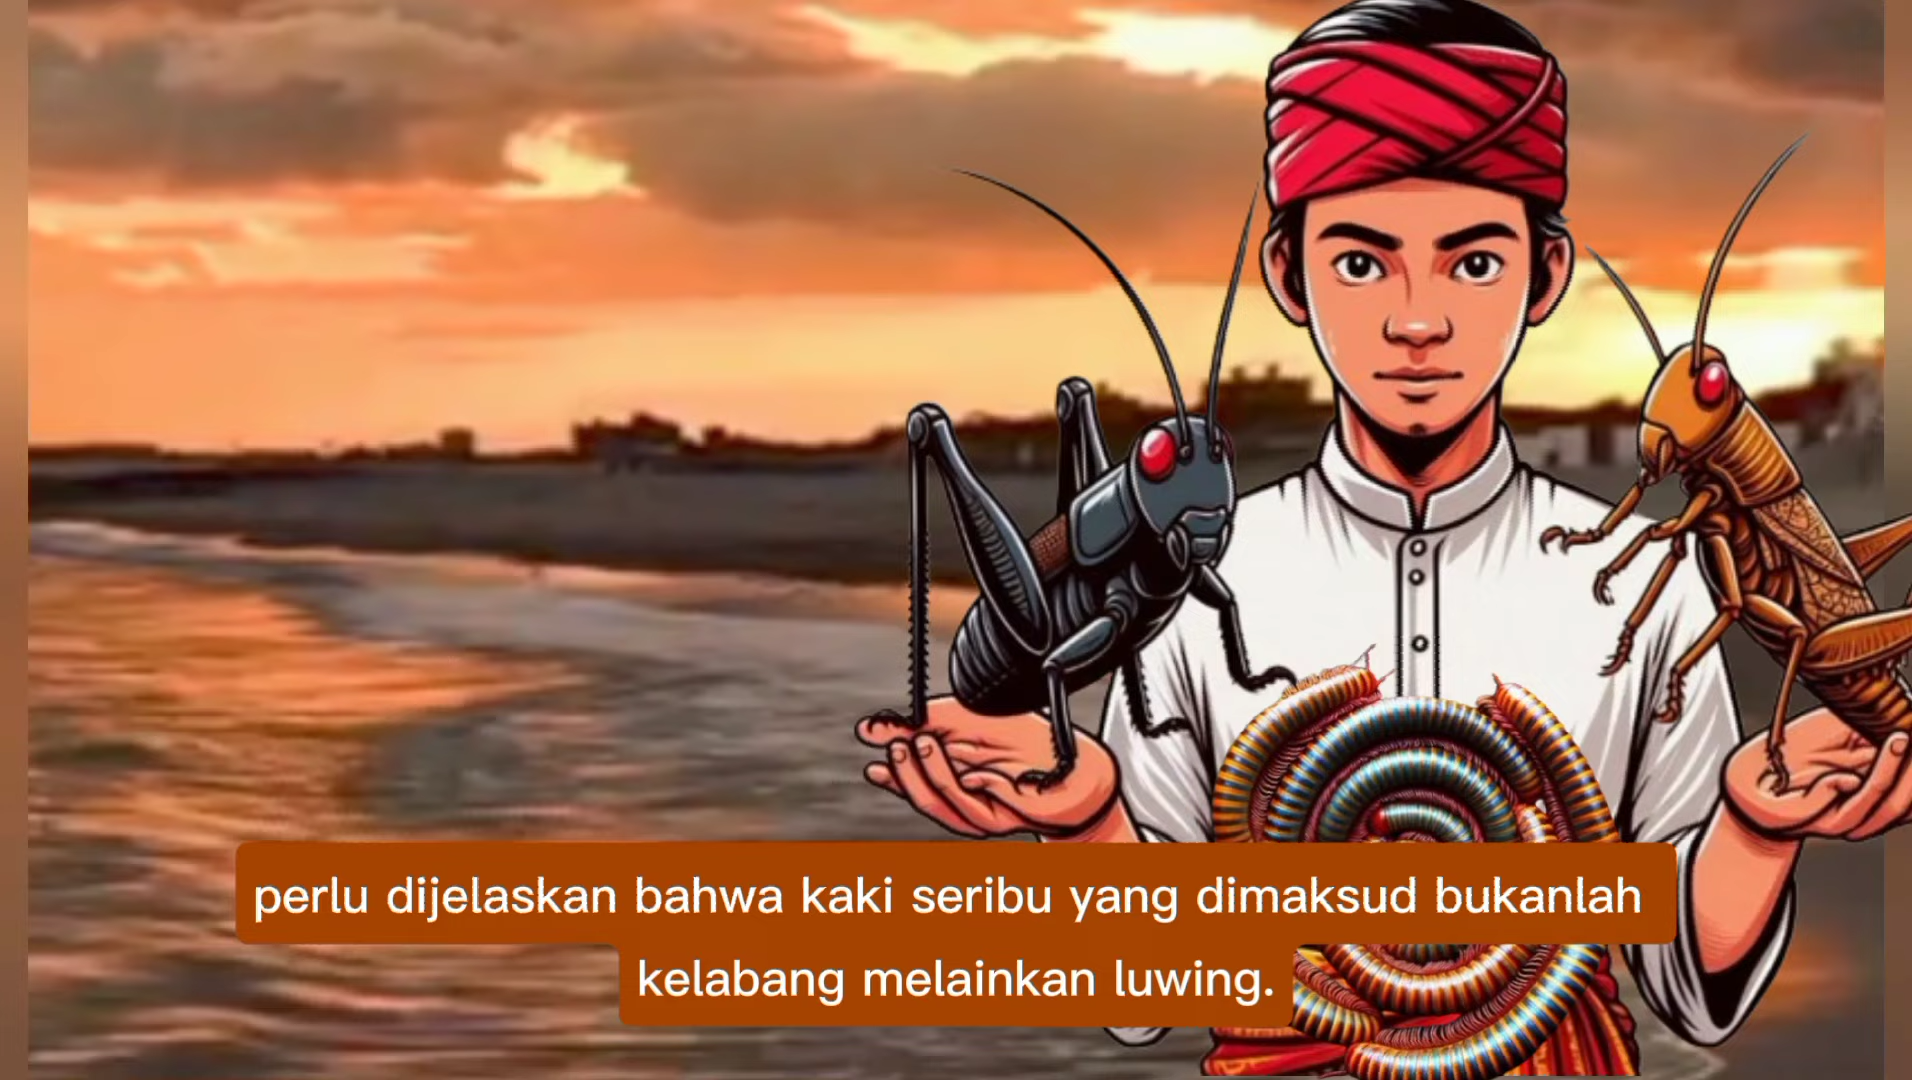 perlu dijelaskan bahwa kaki seribu yang dimaksud bukanlah
kelabang melainkan luwing.